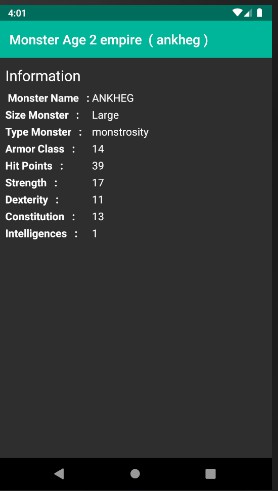 4:01
Monster Age 2 empire ( ankheg )
Information
Monster Name : ANKHEG
Size Monster : Large
Type Monster : monstrosity
Armor Class : 14
Hit Points : 39
Strength : 17
Dexterity : 11
Constitution : 13
Intelligences : 1